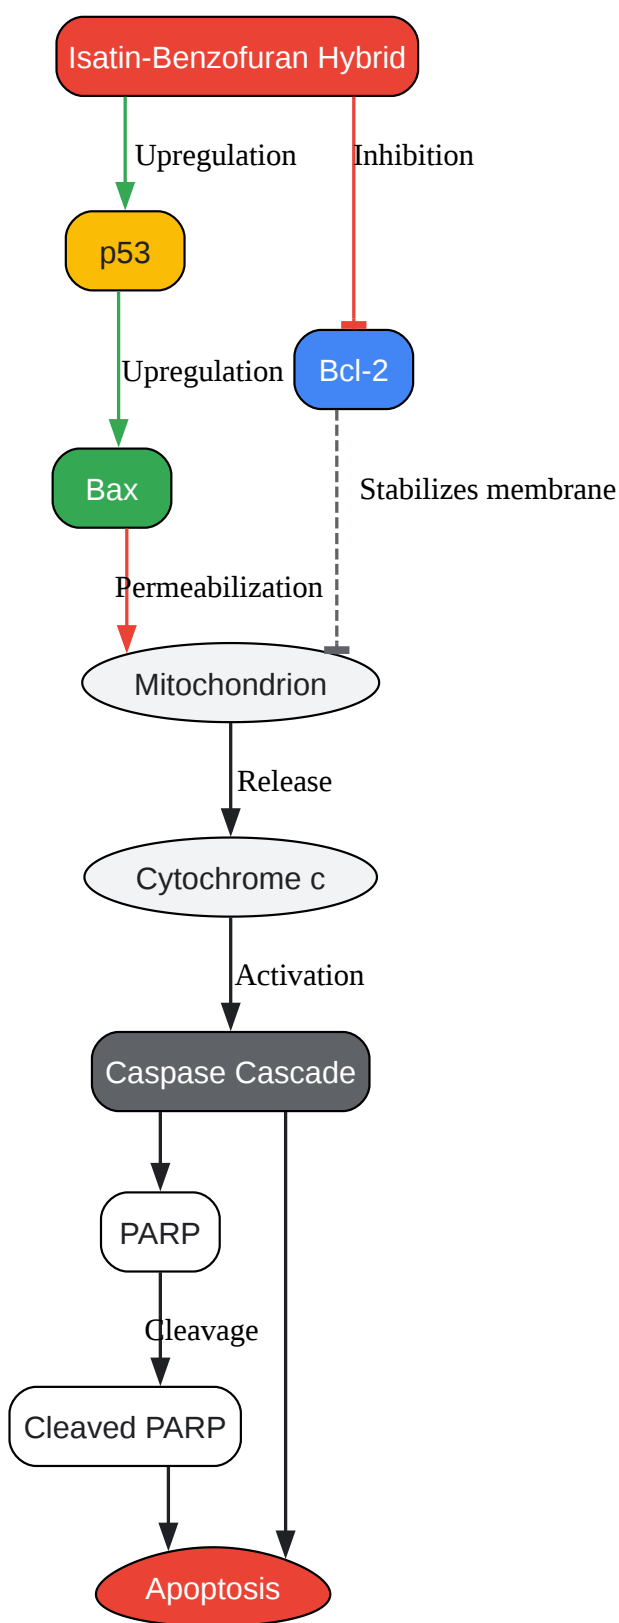 Isatin-Benzofuran Hybrid
Upregulation
Inhibition
p53
Upregulation
Bcl-2
Bax
Stabilizes membrane
Permeabilization
Mitochondrion
Release
Cytochrome c
Activation
Caspase Cascade
PARP
Cleavage
Cleaved PARP
Apoptosis